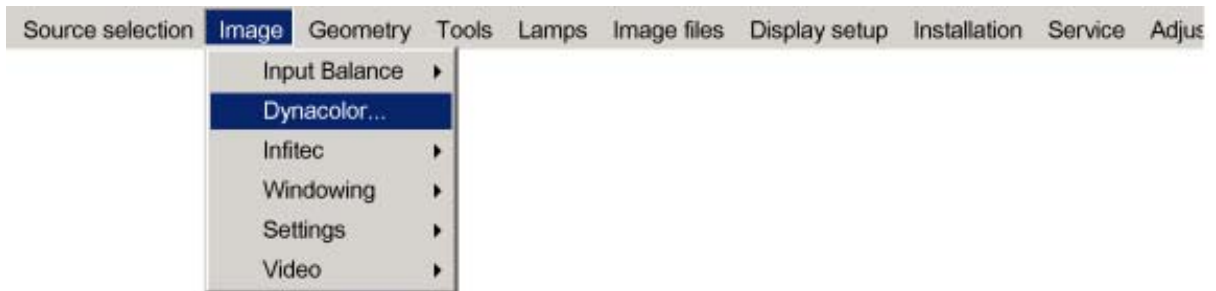 Source selection Image Geometry Tools Lamps Image files Display setup Installation Service Adjus
Input Balance
Dynacolor...
Infitec
Windowing
Settings
Video